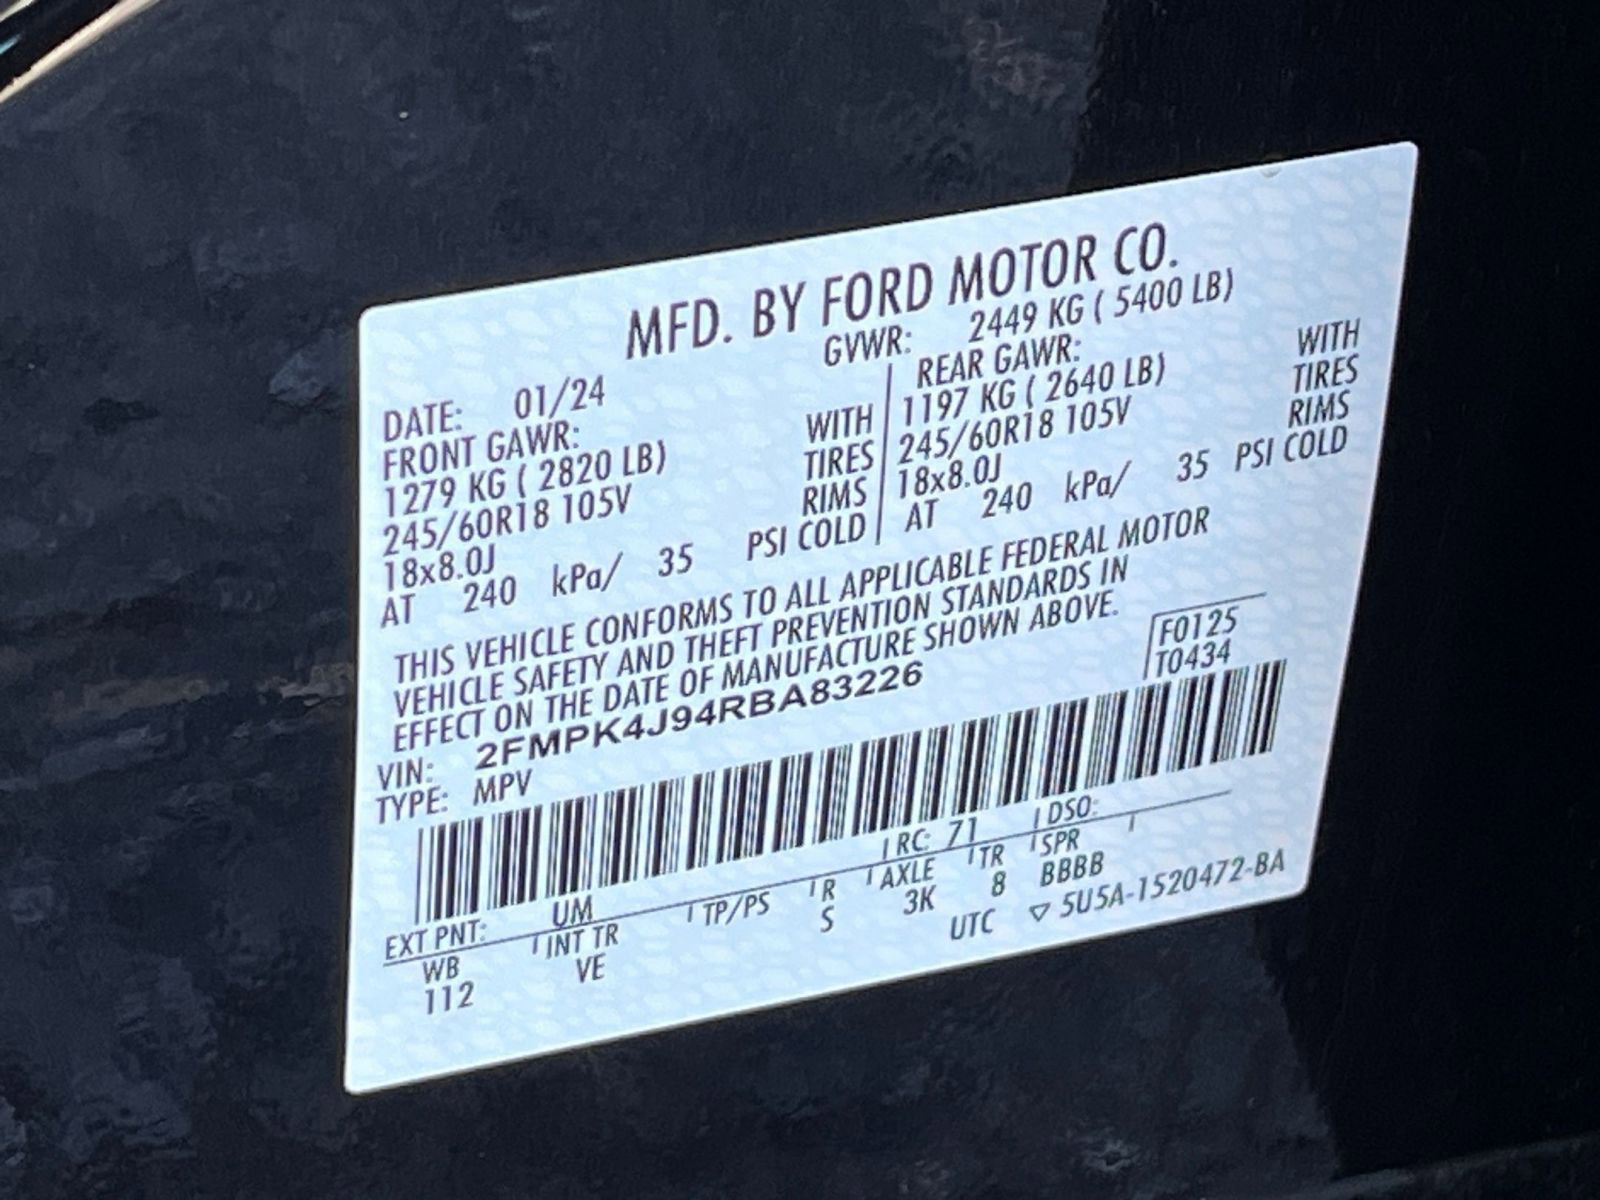 MFD. BY FORD MOTOR CO.
DATE: 01/24 GVWR: 2449 KG ( 5400 LB)
FRONT GAWR: REAR GAWR:
1279 KG ( 2820 LB) WITH 1197 KG ( 2640 LB) WITH
245/60R18 105V TIRES 245/60R18 105V TIRES
18x8.0J RIMS 18x8.0J RIMS
AT 240 kPa/ 35 PSI COLD AT 240 kPa/ 35 PSI COLD
THIS VEHICLE CONFORMS TO ALL APPLICABLE FEDERAL MOTOR
VEHICLE SAFETY AND THEFT PREVENTION STANDARDS IN
EFFECT ON THE DATE OF MANUFACTURE SHOWN ABOVE.
F0125
T0434
VIN: 2FMPK4J94RBA83226
TYPE: MPV
EXT PNT: UM RC: 71 DSO:
WB INT TR TP/PS R AXLE TR SPR
112 VE S 3K 8 BBBB
UTC ▽ 5U5A-1520472-BA